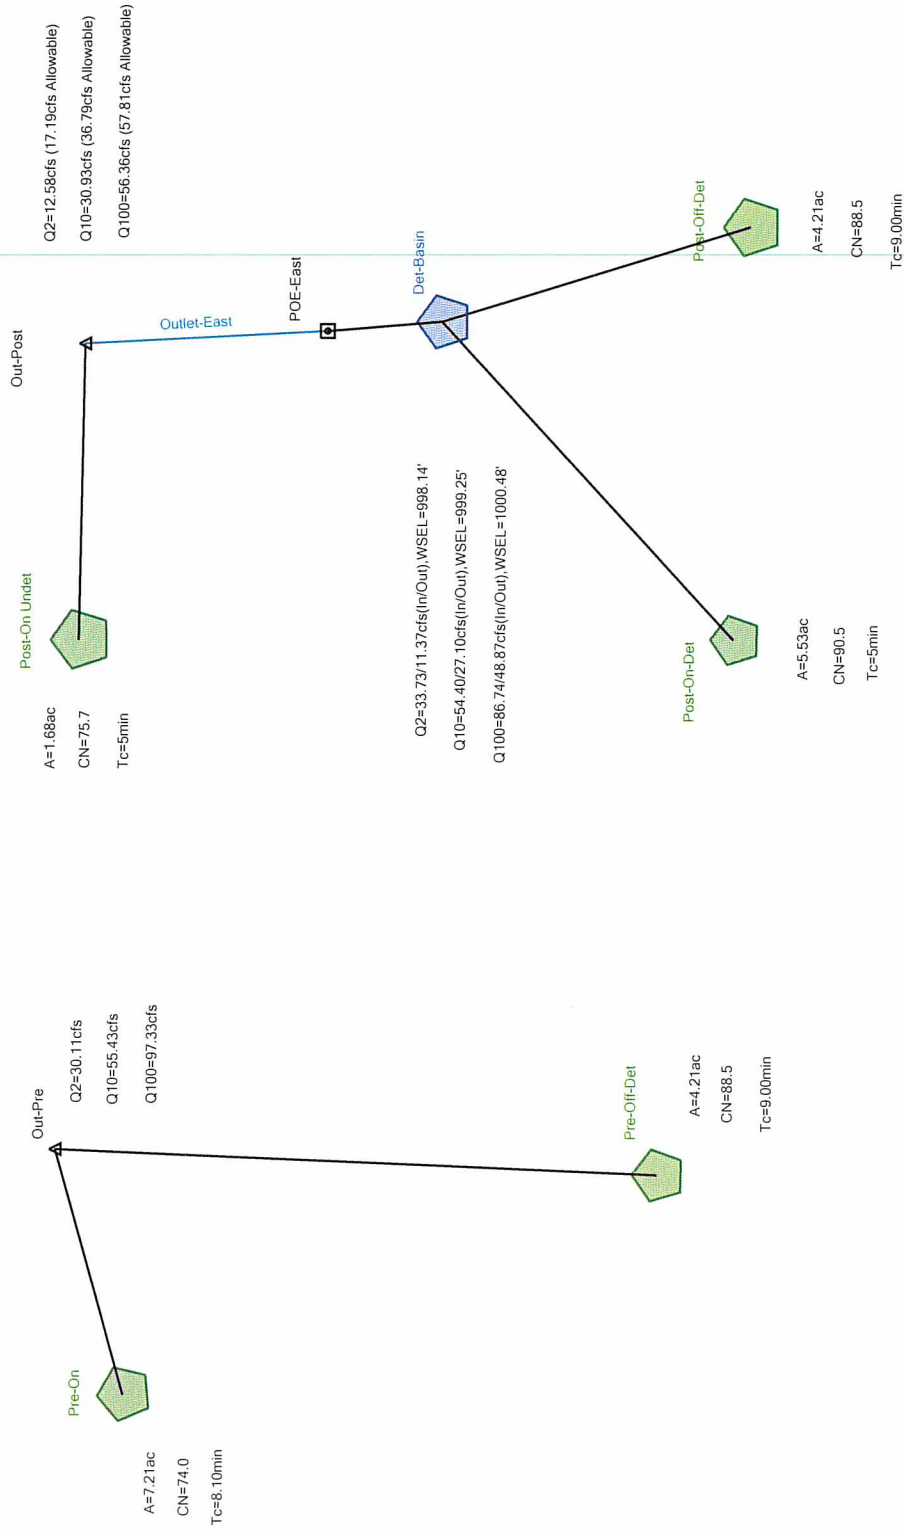 Pre-On
A=7.21ac
CN=74.0
Tc=8.10min
Out-Pre
Q2=30.11cfs
Q10=55.43cfs
Q100=97.33cfs
Pre-Off-Det
A=4.21ac
CN=88.5
Tc=9.00min
Post-On Undet
A=1.68ac
CN=75.7
Tc=5min
Out-Post
Q2=12.58cfs (17.19cfs Allowable)
Q10=30.93cfs (36.79cfs Allowable)
Q100=56.36cfs (57.81cfs Allowable)
Outlet-East
POE-East
Det-Basin
Q2=33.73/11.37cfs(In/Out),WSEL=998.14'
Q10=54.40/27.10cfs(In/Out),WSEL=999.25'
Q100=86.74/48.87cfs(In/Out),WSEL=1000.48'
Post-On-Det
A=5.53ac
CN=90.5
Tc=5min
Post-Off-Det
A=4.21ac
CN=88.5
Tc=9.00min